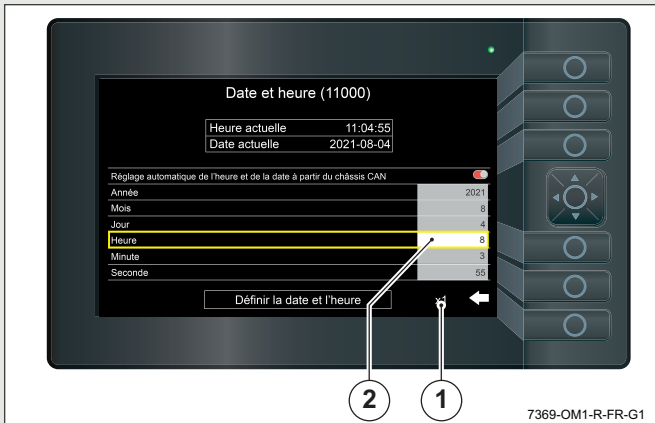 Date et heure (11000)
Heure actuelle 11:04:55
Date actuelle 2021-08-04
Réglage automatique de l'heure et de la date à partir du châssis CAN
Année 2021
Mois 8
Jour 4
Heure 8
Minute 3
Seconde 55
Définir la date et l'heure x1
2 1
7369-OM1-R-FR-G1